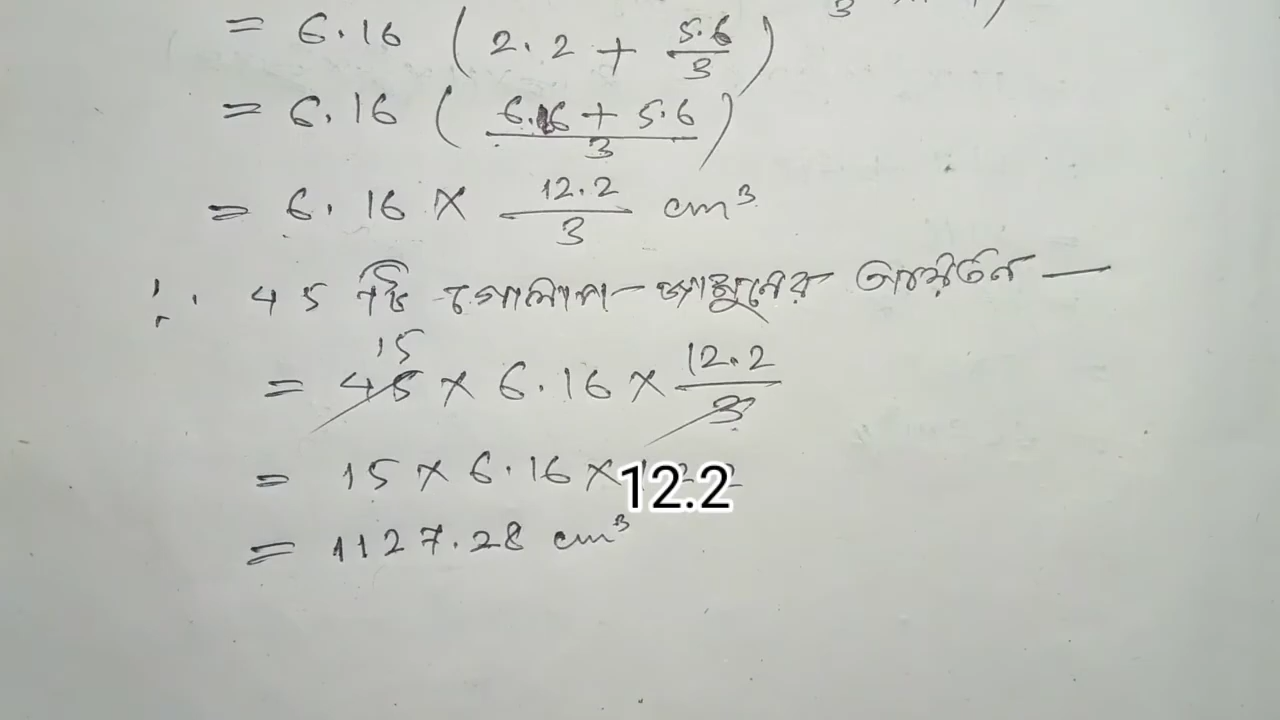 = 6.16 ( 2.2 + 5.6/3 )
= 6.16 ( 6.6 + 5.6 / 3 )
= 6.16 × 12.2/3 cm³
∴ 45 টি গোলাপ-জামুনের আয়তন —
15
= 45 × 6.16 × 12.2/3
= 15 × 6.16 × 12.2
= 1127.28 cm³